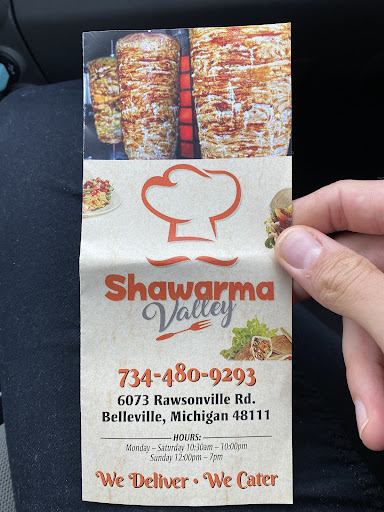 Shawarma
Valley
734-480-9293
6073 Rawsonville Rd.
Belleville, Michigan 48111
HOURS:
Monday – Saturday 10:30am – 10:00pm
Sunday 12:00pm – 7pm
We Deliver • We Cater